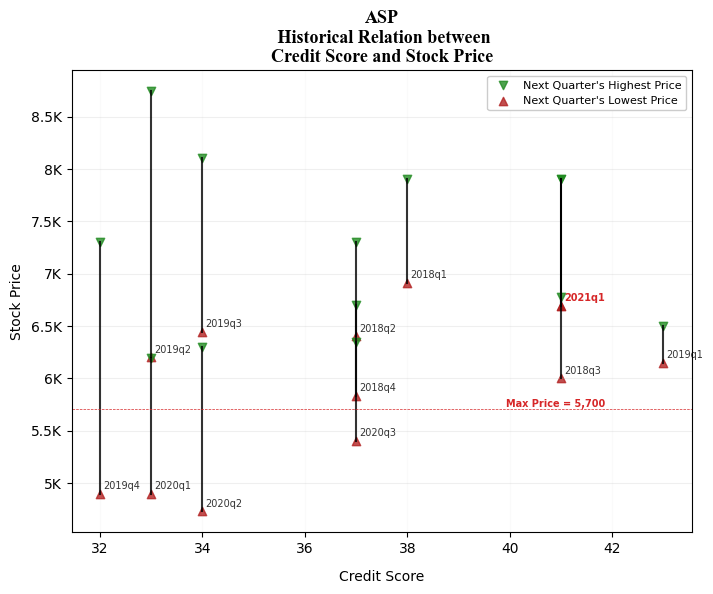 ASP
Historical Relation between
Credit Score and Stock Price
Next Quarter's Highest Price
Next Quarter's Lowest Price
8.5K
8K
7.5K
7K
6.5K
6K
5.5K
5K
Stock Price
2018q1
2021q1
2019q3
2018q2
2019q2
2019q1
2018q3
2018q4
Max Price = 5,700
2020q3
2019q4
2020q1
2020q2
32
34
36
38
40
42
Credit Score